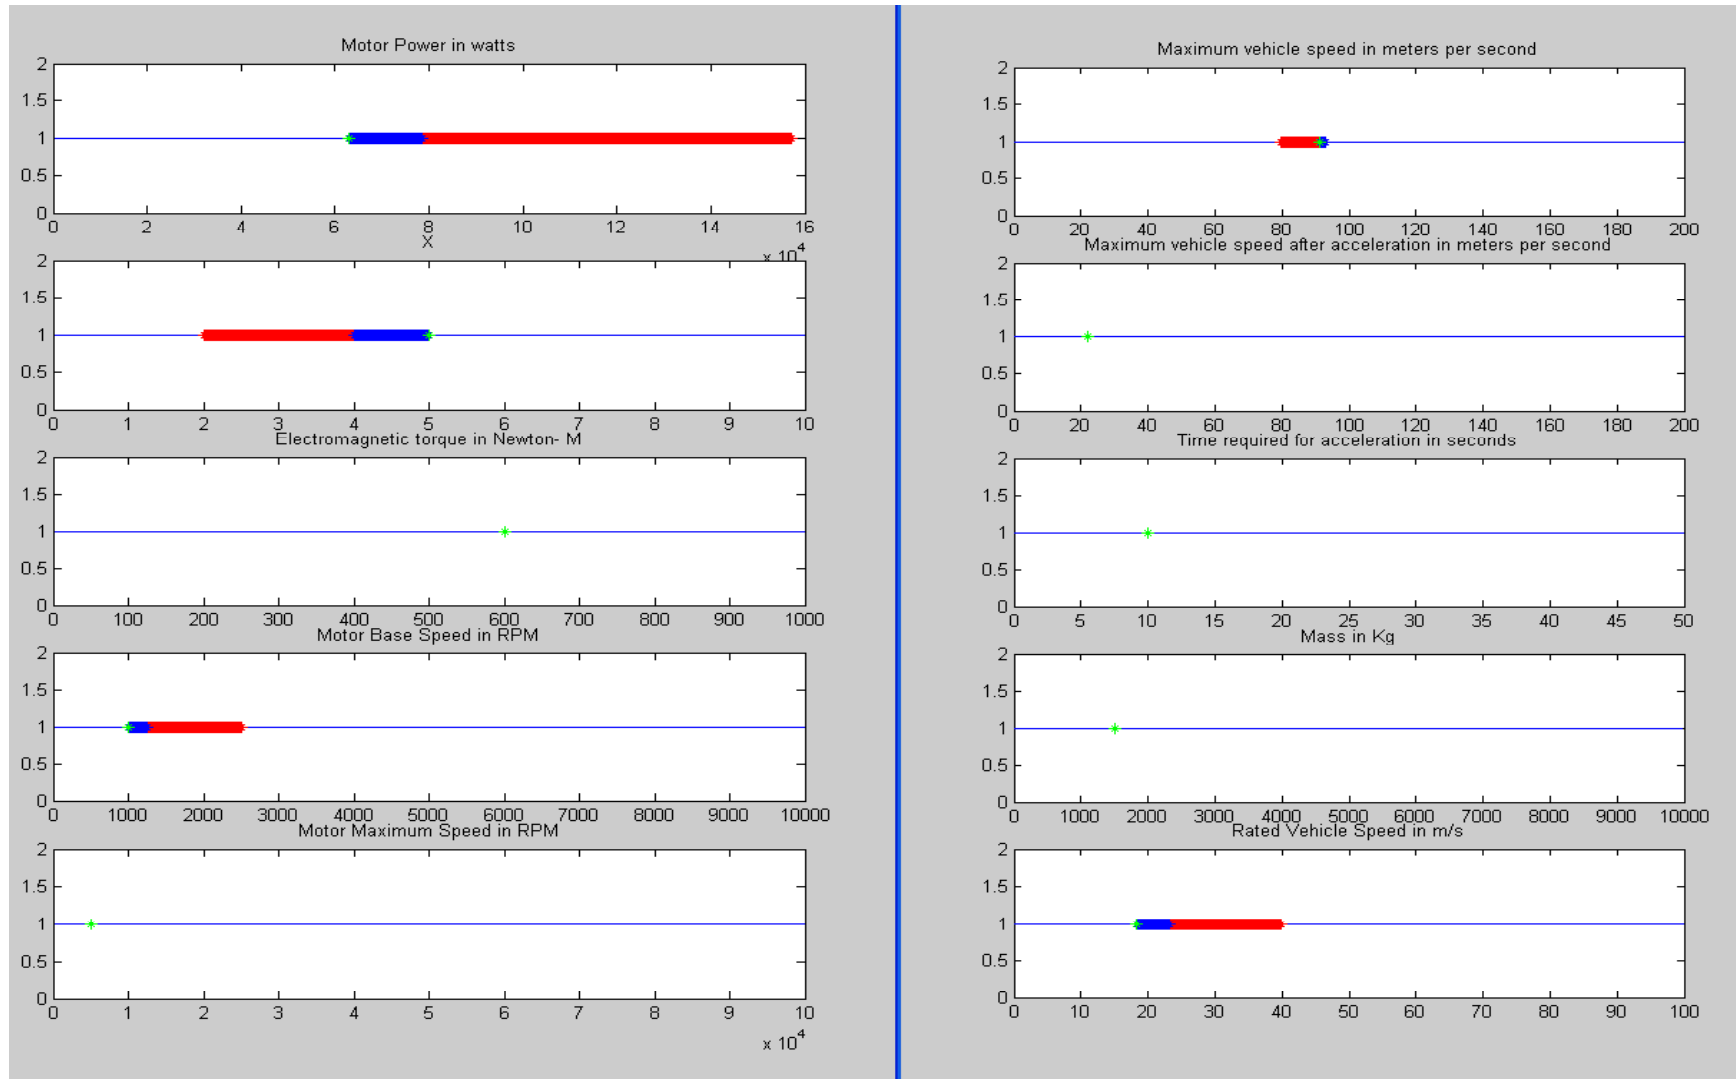 Motor Power in watts
2
1.5
1
0.5
0
0 2 4 6 8 10 12 14 16
X
x 10^4
2
1.5
1
0.5
0
0 1 2 3 4 5 6 7 8 9 10
Electromagnetic torque in Newton- M
2
1.5
1
0.5
0
0 100 200 300 400 500 600 700 800 900 1000
Motor Base Speed in RPM
2
1.5
1
0.5
0
0 1000 2000 3000 4000 5000 6000 7000 8000 9000 10000
Motor Maximum Speed in RPM
2
1.5
1
0.5
0
0 1 2 3 4 5 6 7 8 9 10
x 10^4
Maximum vehicle speed in meters per second
2
1.5
1
0.5
0
0 20 40 60 80 100 120 140 160 180 200
Maximum vehicle speed after acceleration in meters per second
2
1.5
1
0.5
0
0 20 40 60 80 100 120 140 160 180 200
Time required for acceleration in seconds
2
1.5
1
0.5
0
0 5 10 15 20 25 30 35 40 45 50
Mass in Kg
2
1.5
1
0.5
0
0 1000 2000 3000 4000 5000 6000 7000 8000 9000 10000
Rated Vehicle Speed in m/s
2
1.5
1
0.5
0
0 10 20 30 40 50 60 70 80 90 100